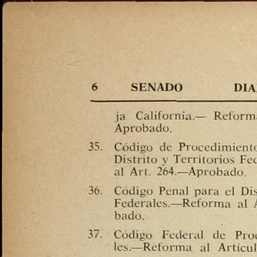 6 SENADO DIA
ja California.— Reforma
Aprobado.
35. Código de Procedimiento
Distrito y Territorios Fed
al Art. 264.—Aprobado.
36. Código Penal para el Dis
Federales.—Reforma al A
bado.
37. Código Federal de Proc
les.—Reforma al Artícul